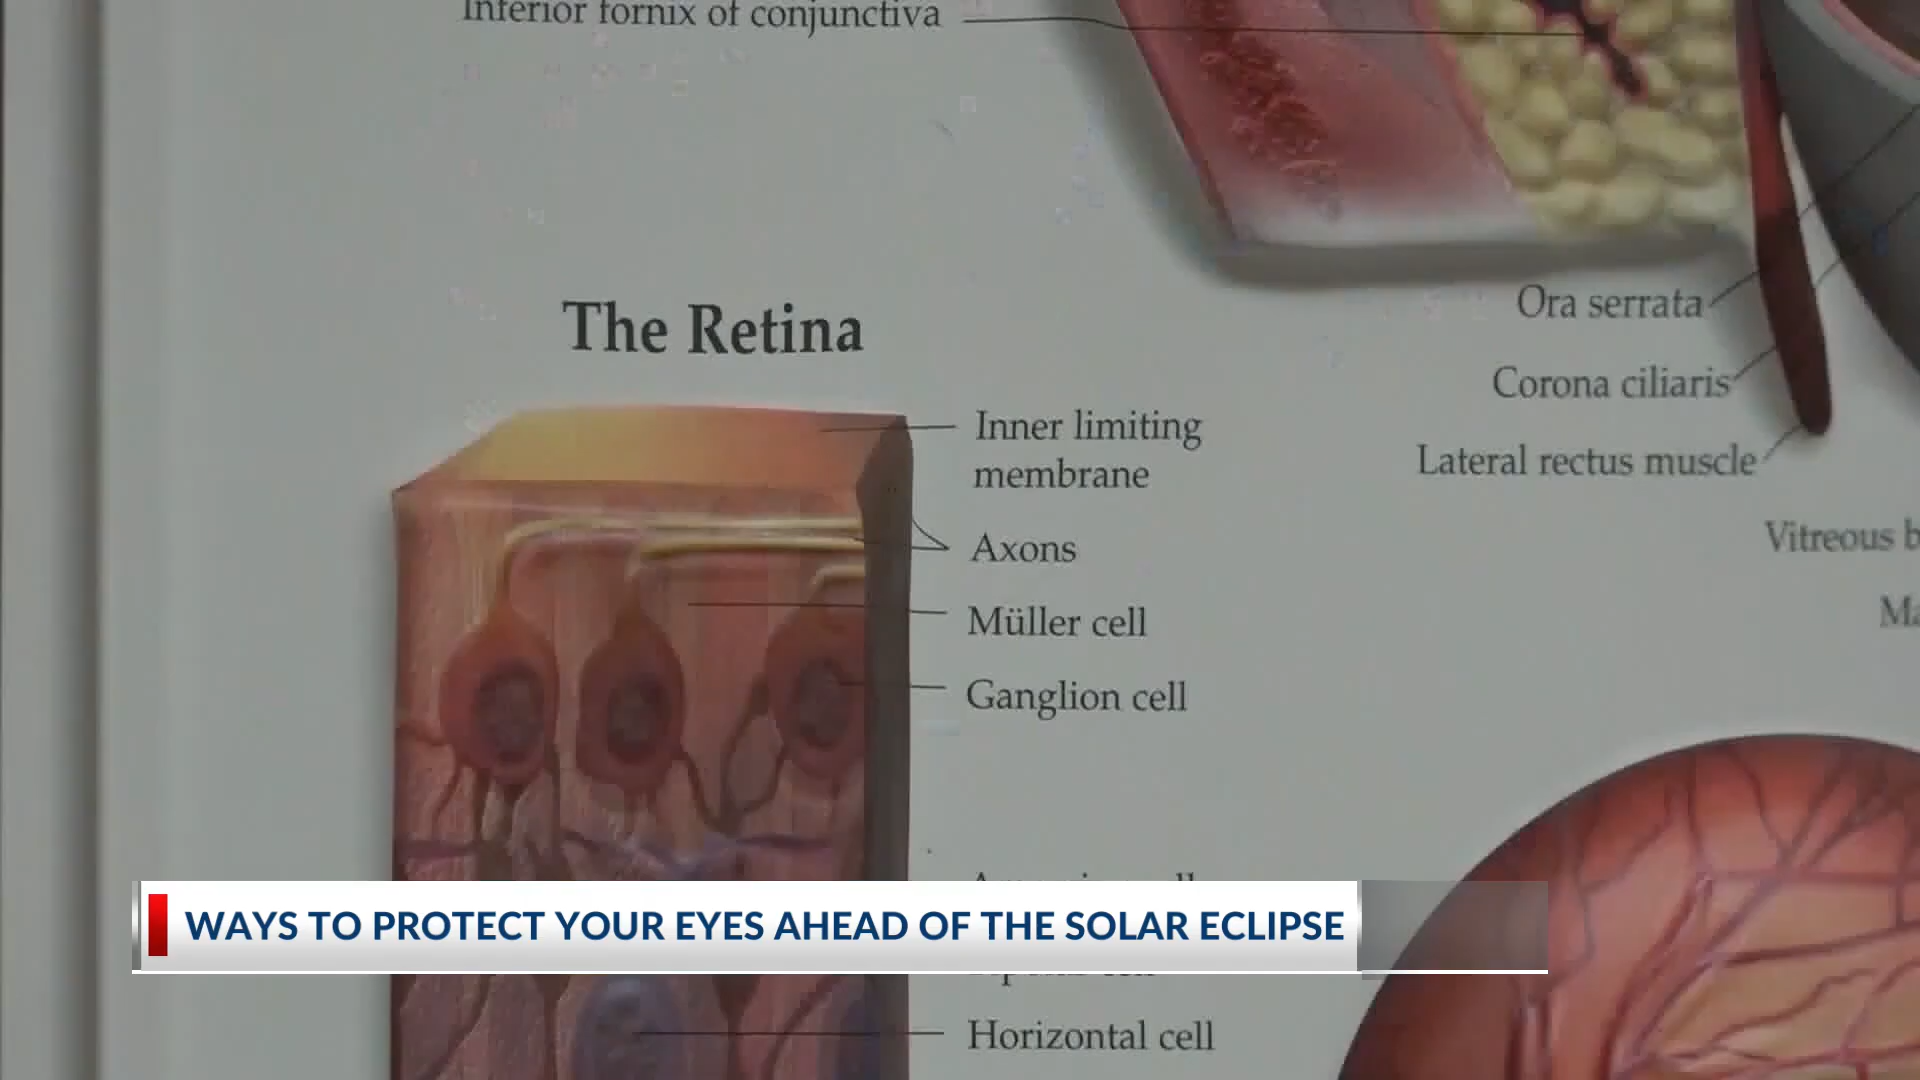 Inferior fornix of conjunctiva
The Retina
Ora serrata
Corona ciliaris
Lateral rectus muscle
Inner limiting
membrane
Axons
Müller cell
Ganglion cell
Vitreous
WAYS TO PROTECT YOUR EYES AHEAD OF THE SOLAR ECLIPSE
Horizontal cell